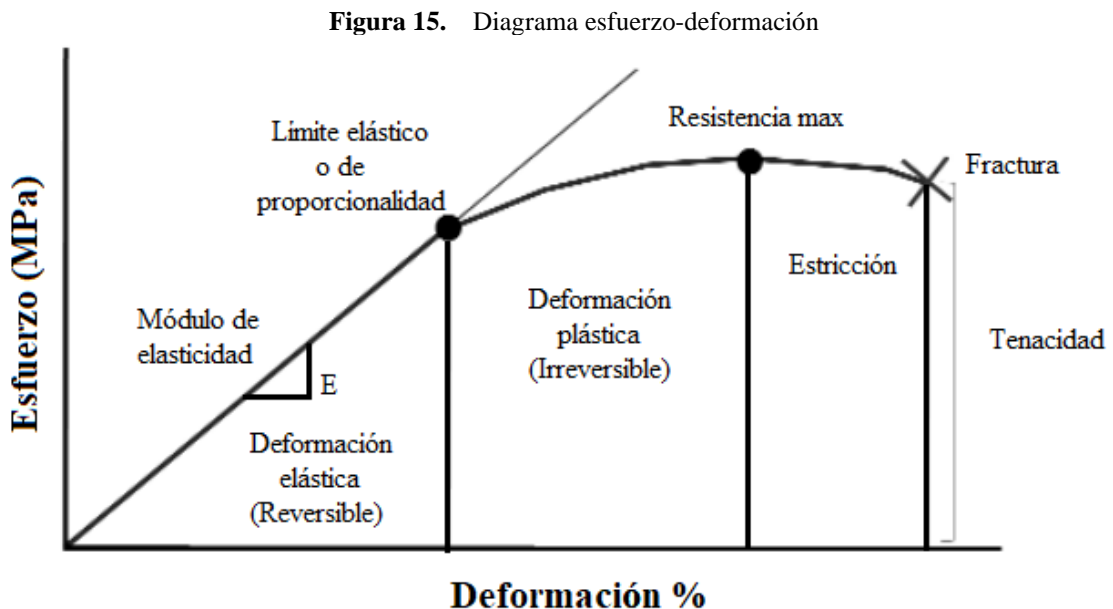 Figura 15. Diagrama esfuerzo-deformación
Límite elástico
o de
proporcionalidad
Resistencia max
Fractura
Esfuerzo (MPa)
Módulo de
elasticidad
E
Deformación
elástica
(Reversible)
Deformación
plástica
(Irreversible)
Estricción
Tenacidad
Deformación %